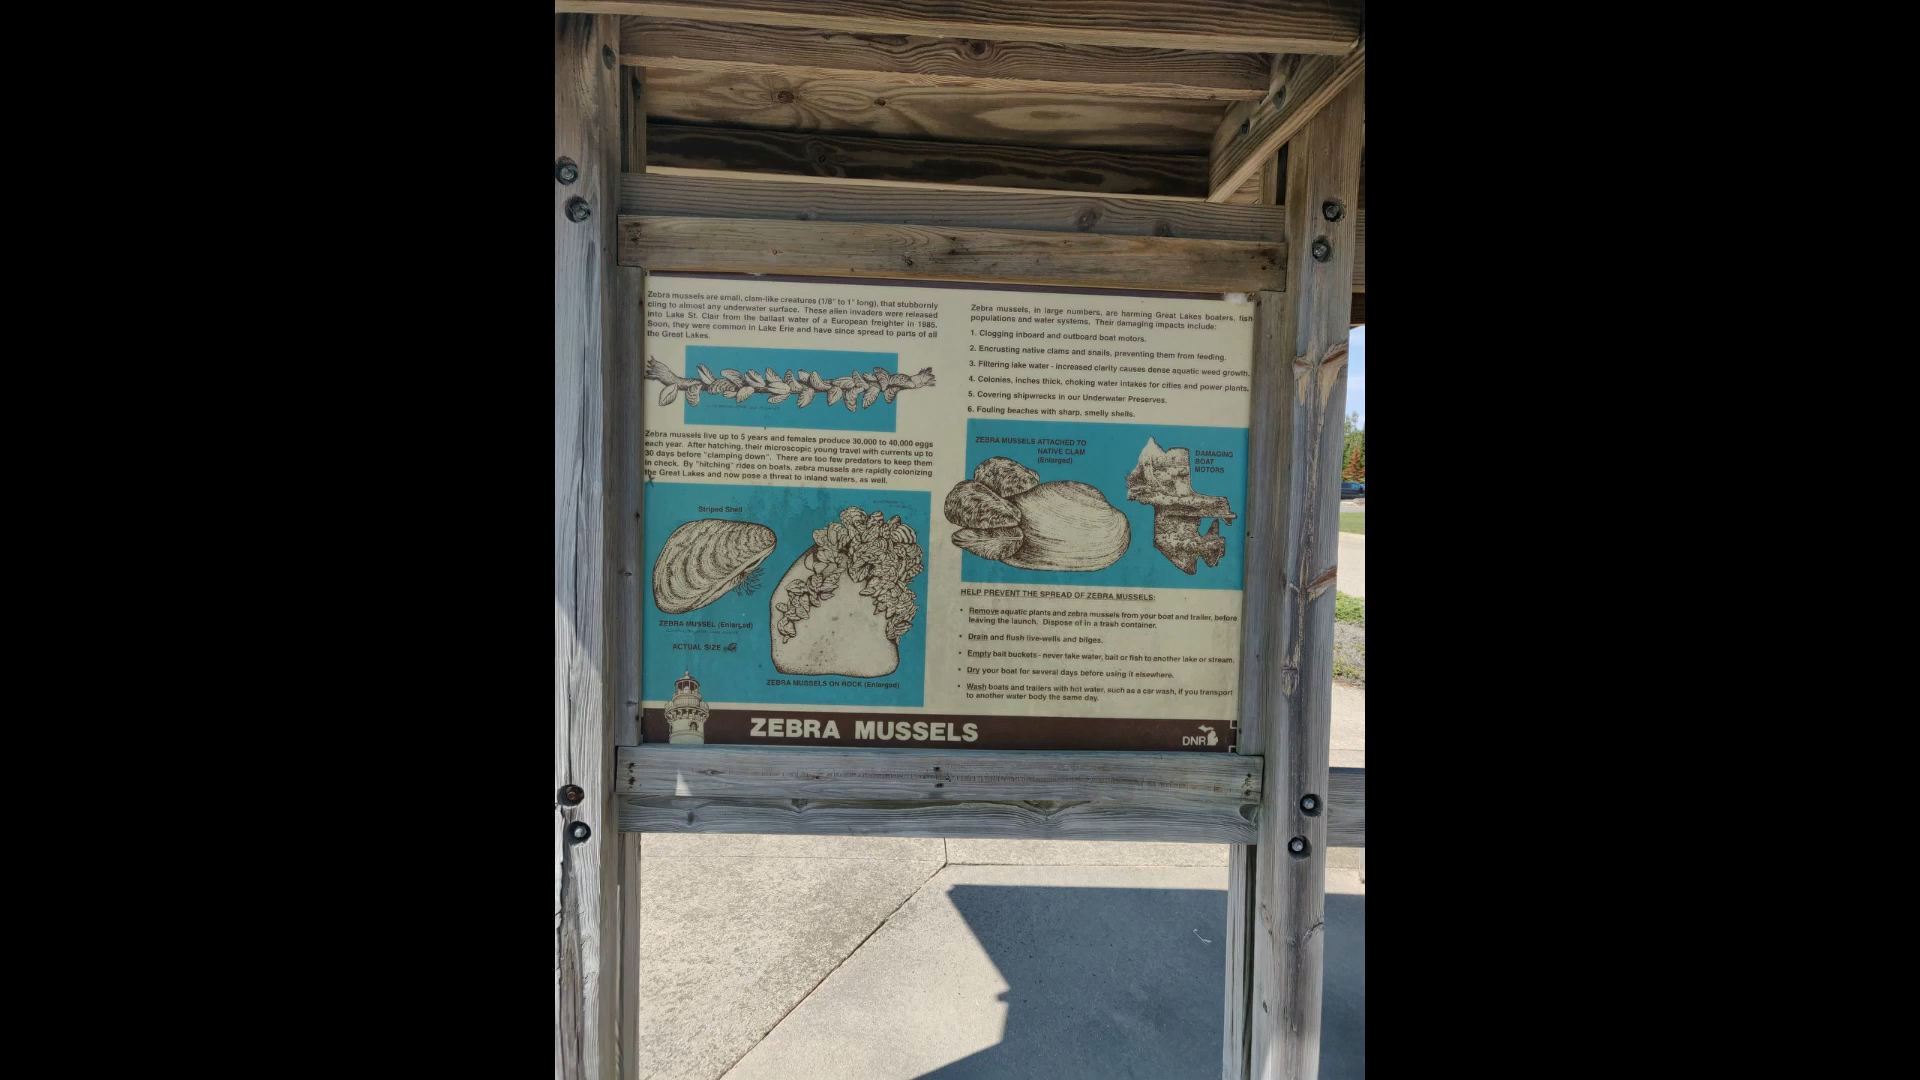 Zebra mussels are small, clam-like creatures (1/8" to 1" long), that stubbornly
cling to almost any underwater surface. These alien invaders were released
into Lake St. Clair from the ballast water of a European freighter in 1985.
Soon, they were common in Lake Erie and have since spread to parts of all
the Great Lakes.
Zebra mussels live up to 5 years and females produce 30,000 to 40,000 eggs
each year. After hatching, their microscopic young travel with currents up to
30 days before "clamping down". There are too few predators to keep them
in check. By "hitching" rides on boats, zebra mussels are rapidly colonizing
the Great Lakes and now pose a threat to inland waters, as well.
Striped Shell
ZEBRA MUSSEL (Enlarged)
ACTUAL SIZE
ZEBRA MUSSELS ON ROCK (Enlarged)
Zebra mussels, in large numbers, are harming Great Lakes boaters, fish
populations and water systems. Their damaging impacts include:
1. Clogging inboard and outboard boat motors.
2. Encrusting native clams and snails, preventing them from feeding.
3. Filtering lake water - increased clarity causes dense aquatic weed growth.
4. Colonies, inches thick, choking water intakes for cities and power plants.
5. Covering shipwrecks in our Underwater Preserves.
6. Fouling beaches with sharp, smelly shells.
ZEBRA MUSSELS ATTACHED TO
NATIVE CLAM
(Enlarged)
DAMAGING
BOAT
MOTORS
HELP PREVENT THE SPREAD OF ZEBRA MUSSELS:
• Remove aquatic plants and zebra mussels from your boat and trailer, before
leaving the launch. Dispose of in a trash container.
• Drain and flush live-wells and bilges.
• Empty bait buckets - never take water, bait or fish to another lake or stream.
• Dry your boat for several days before using it elsewhere.
• Wash boats and trailers with hot water, such as a car wash, if you transport
to another water body the same day.
ZEBRA MUSSELS
DNR